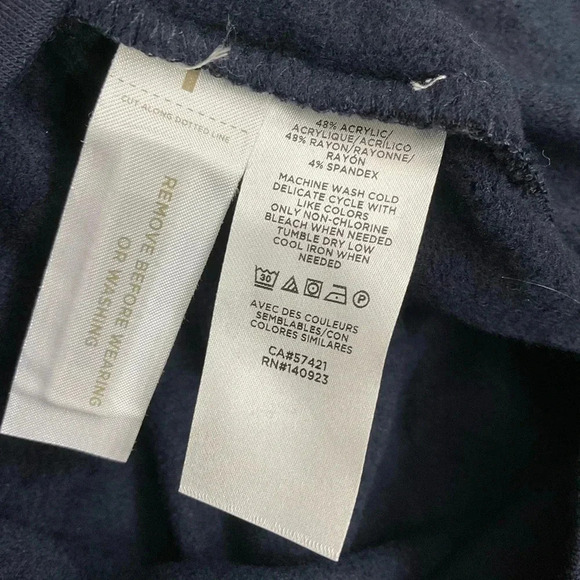 CUT ALONG DOTTED LINE
REMOVE BEFORE WEARING
OR WASHING
48% ACRYLIC/
ACRYLIQUE/ACRÍLICO
48% RAYON/RAYONNE/
RAYÓN
4% SPANDEX
MACHINE WASH COLD
DELICATE CYCLE WITH
LIKE COLORS
ONLY NON-CHLORINE
BLEACH WHEN NEEDED
TUMBLE DRY LOW
COOL IRON WHEN
NEEDED
30 P
AVEC DES COULEURS
SEMBLABLES/CON
COLORES SIMILARES
CA#57421
RN#140923